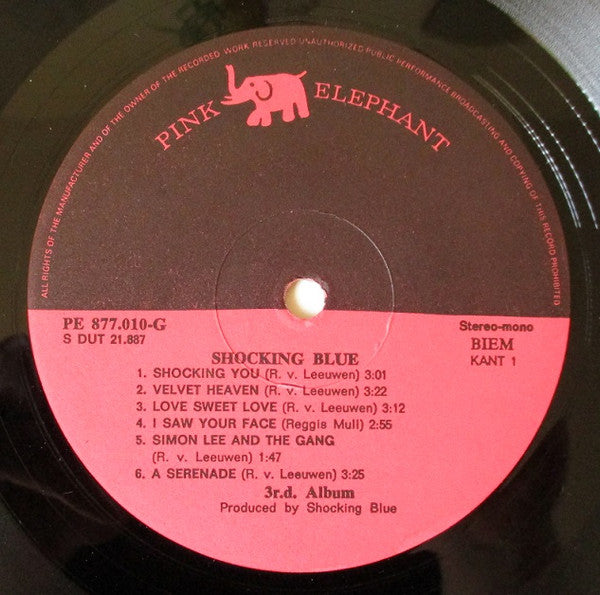 ALL RIGHTS OF THE MANUFACTURER AND OF THE OWNER OF THE RECORDED WORK RESERVED UNAUTHORIZED PUBLIC PERFORMANCE BROADCASTING AND COPYING OF THIS RECORD PROHIBITED
PINK ELEPHANT
PE 877.010-G
S DUT 21.887
Stereo-mono
BIEM
KANT 1
SHOCKING BLUE
1. SHOCKING YOU (R. v. Leeuwen) 3:01
2. VELVET HEAVEN (R. v. Leeuwen) 3:22
3. LOVE SWEET LOVE (R. v. Leeuwen) 3:12
4. I SAW YOUR FACE (Reggis Mull) 2:55
5. SIMON LEE AND THE GANG
(R. v. Leeuwen) 1:47
6. A SERENADE (R. v. Leeuwen) 3:25
3r.d. Album
Produced by Shocking Blue